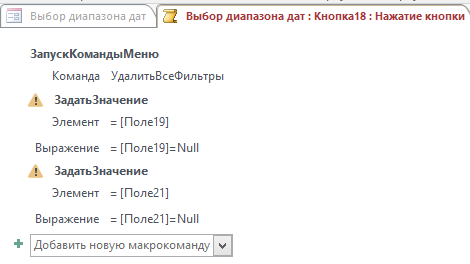 Выбор диапазона дат
Выбор диапазона дат : Кнопка18 : Нажатие кнопки
ЗапускКомандыМеню
Команда УдалитьВсеФильтры
ЗадатьЗначение
Элемент = [Поле19]
Выражение = [Поле19]=Null
ЗадатьЗначение
Элемент = [Поле21]
Выражение = [Поле21]=Null
Добавить новую макрокоманду